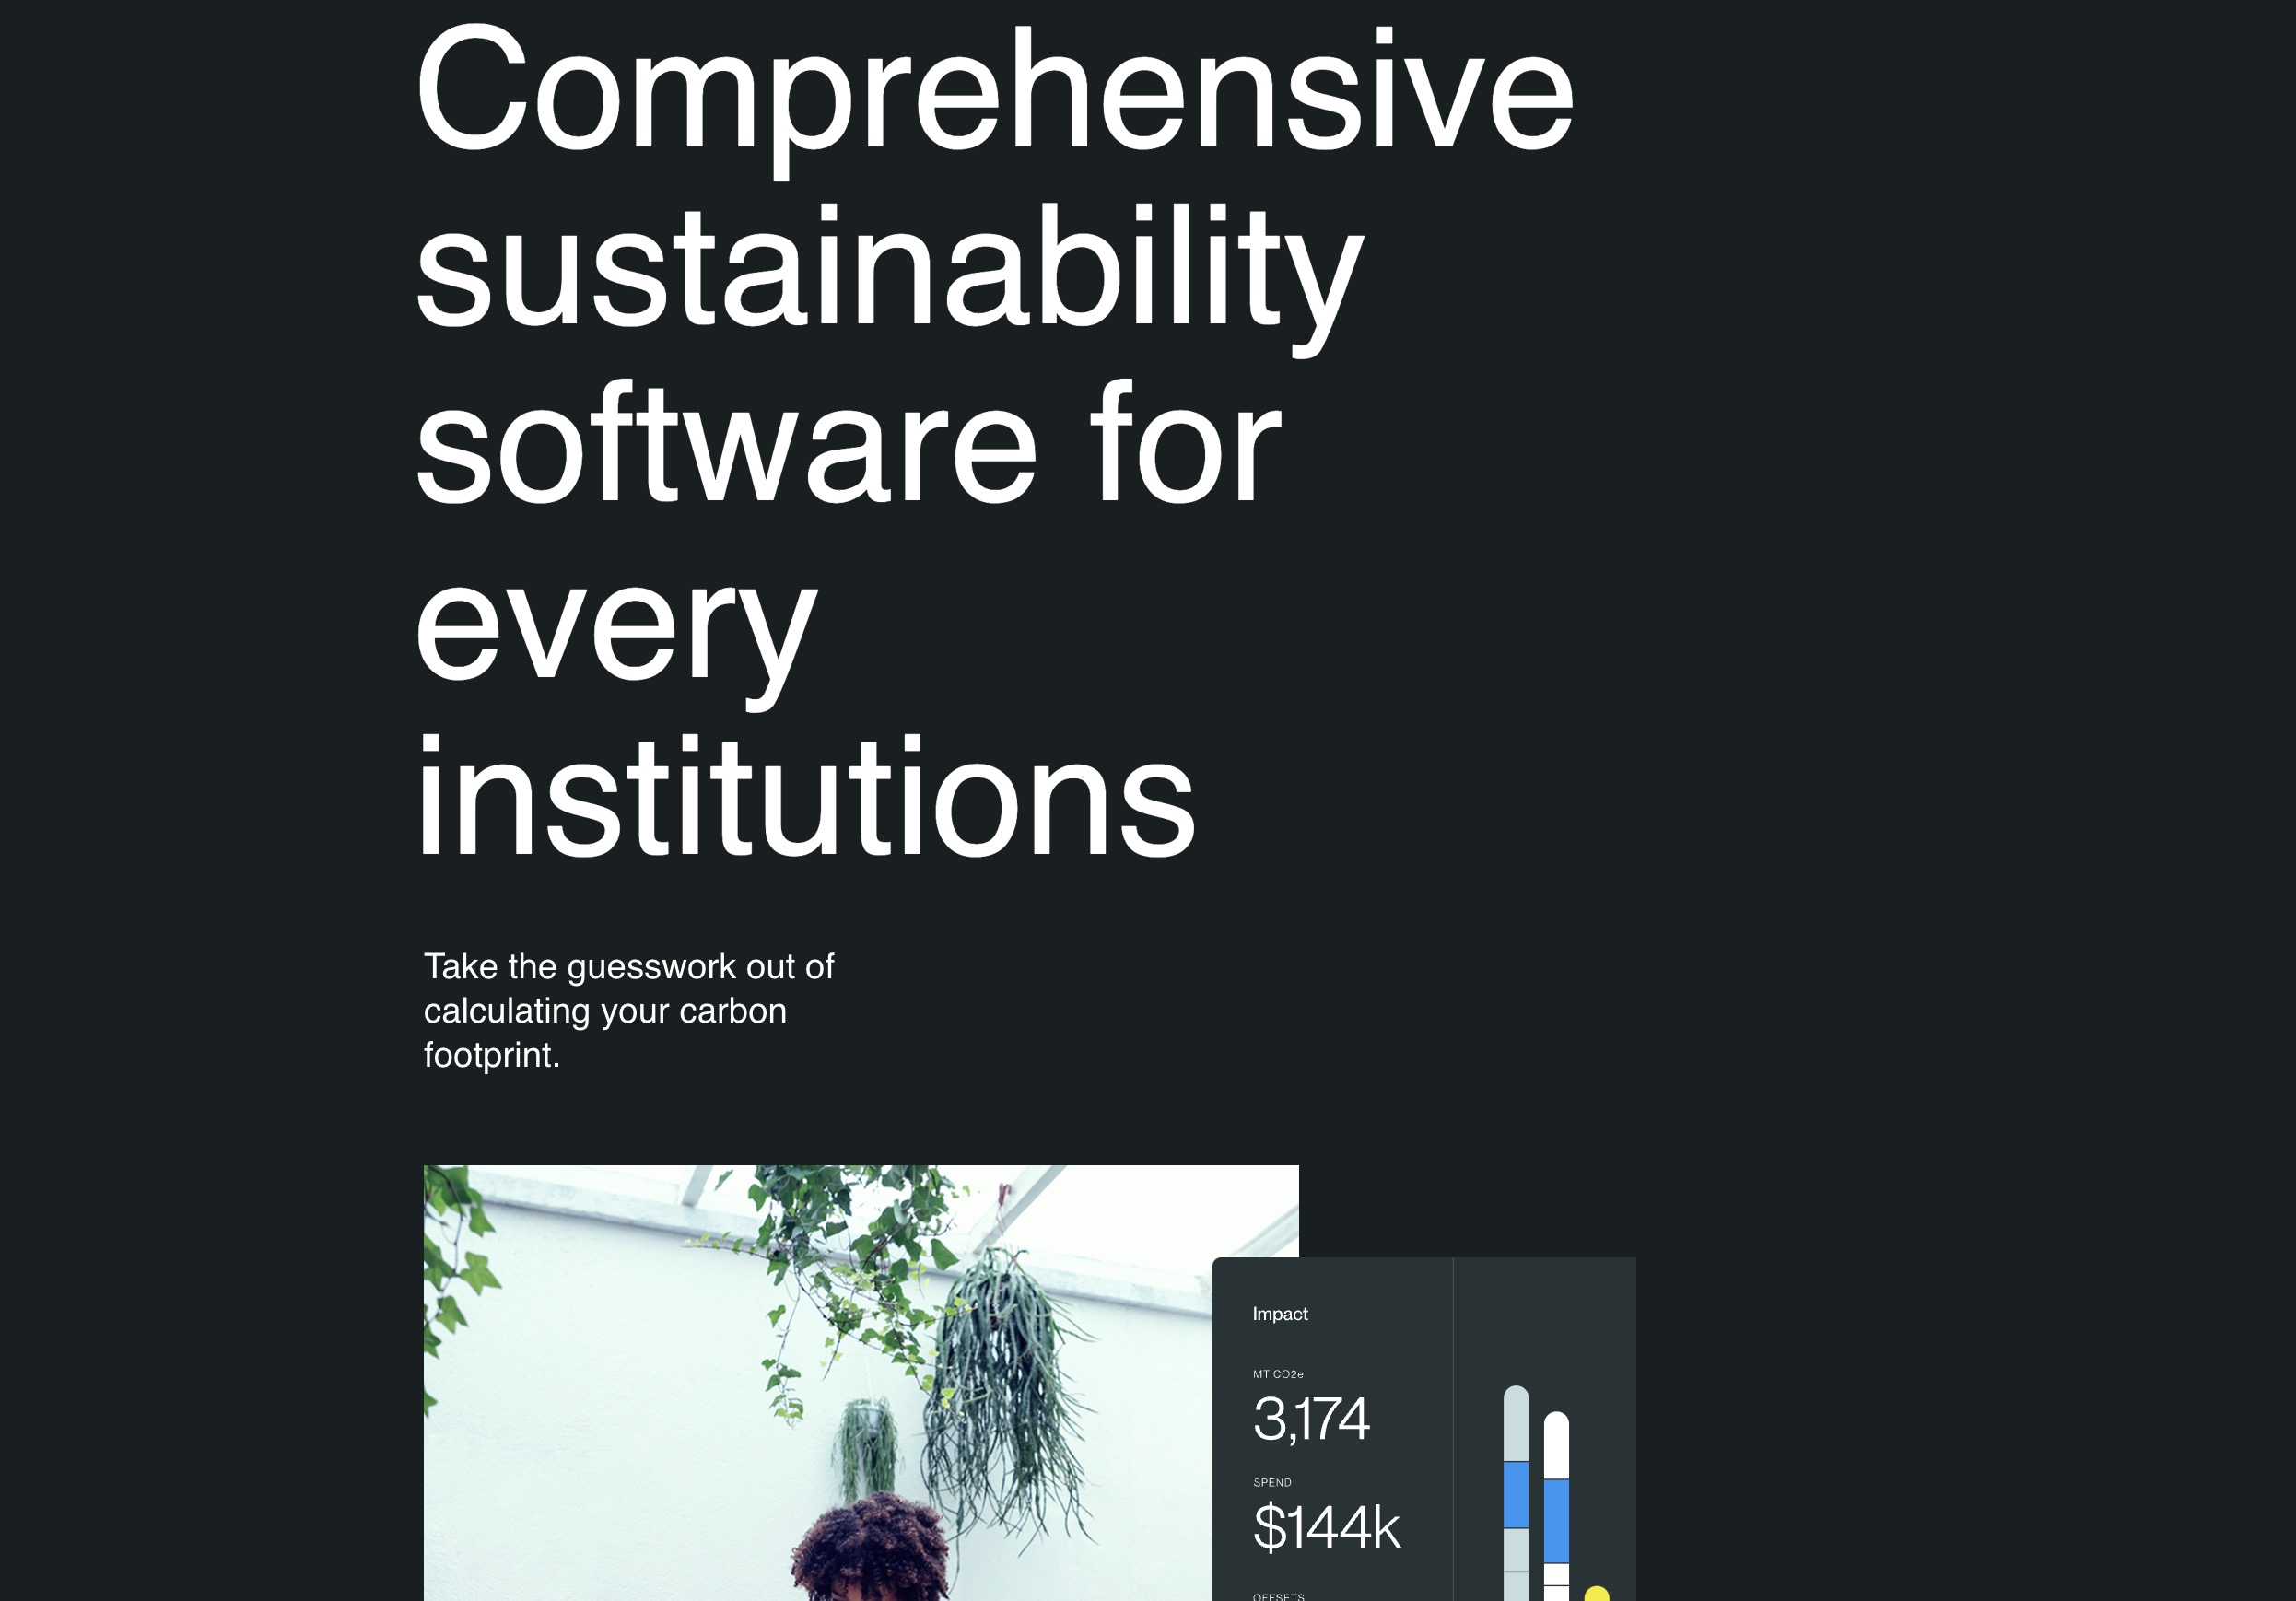 Comprehensive
sustainability
software for
every
institutions
Take the guesswork out of
calculating your carbon
footprint.
Impact
MT CO2e
3,174
SPEND
$144k
OFFSETS